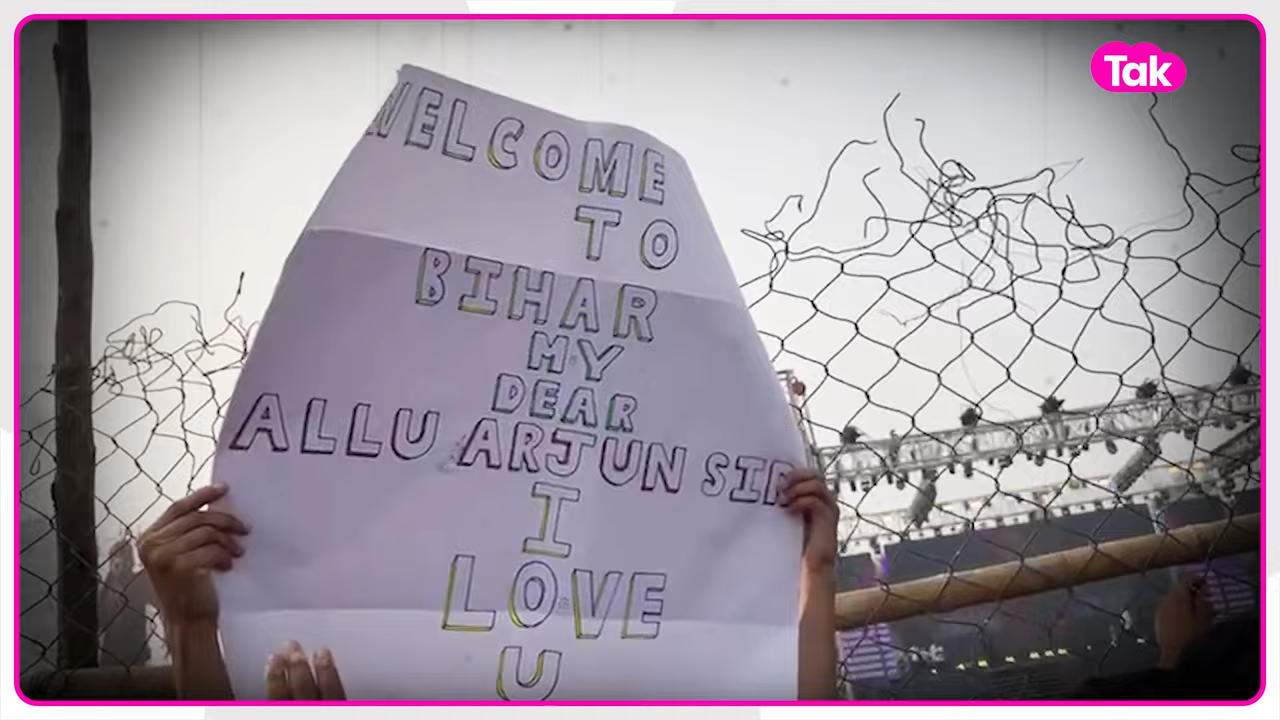 Tak
WELCOME
TO
BIHAR
MY
DEAR
ALLU ARJUN SIR
I
LOVE
U